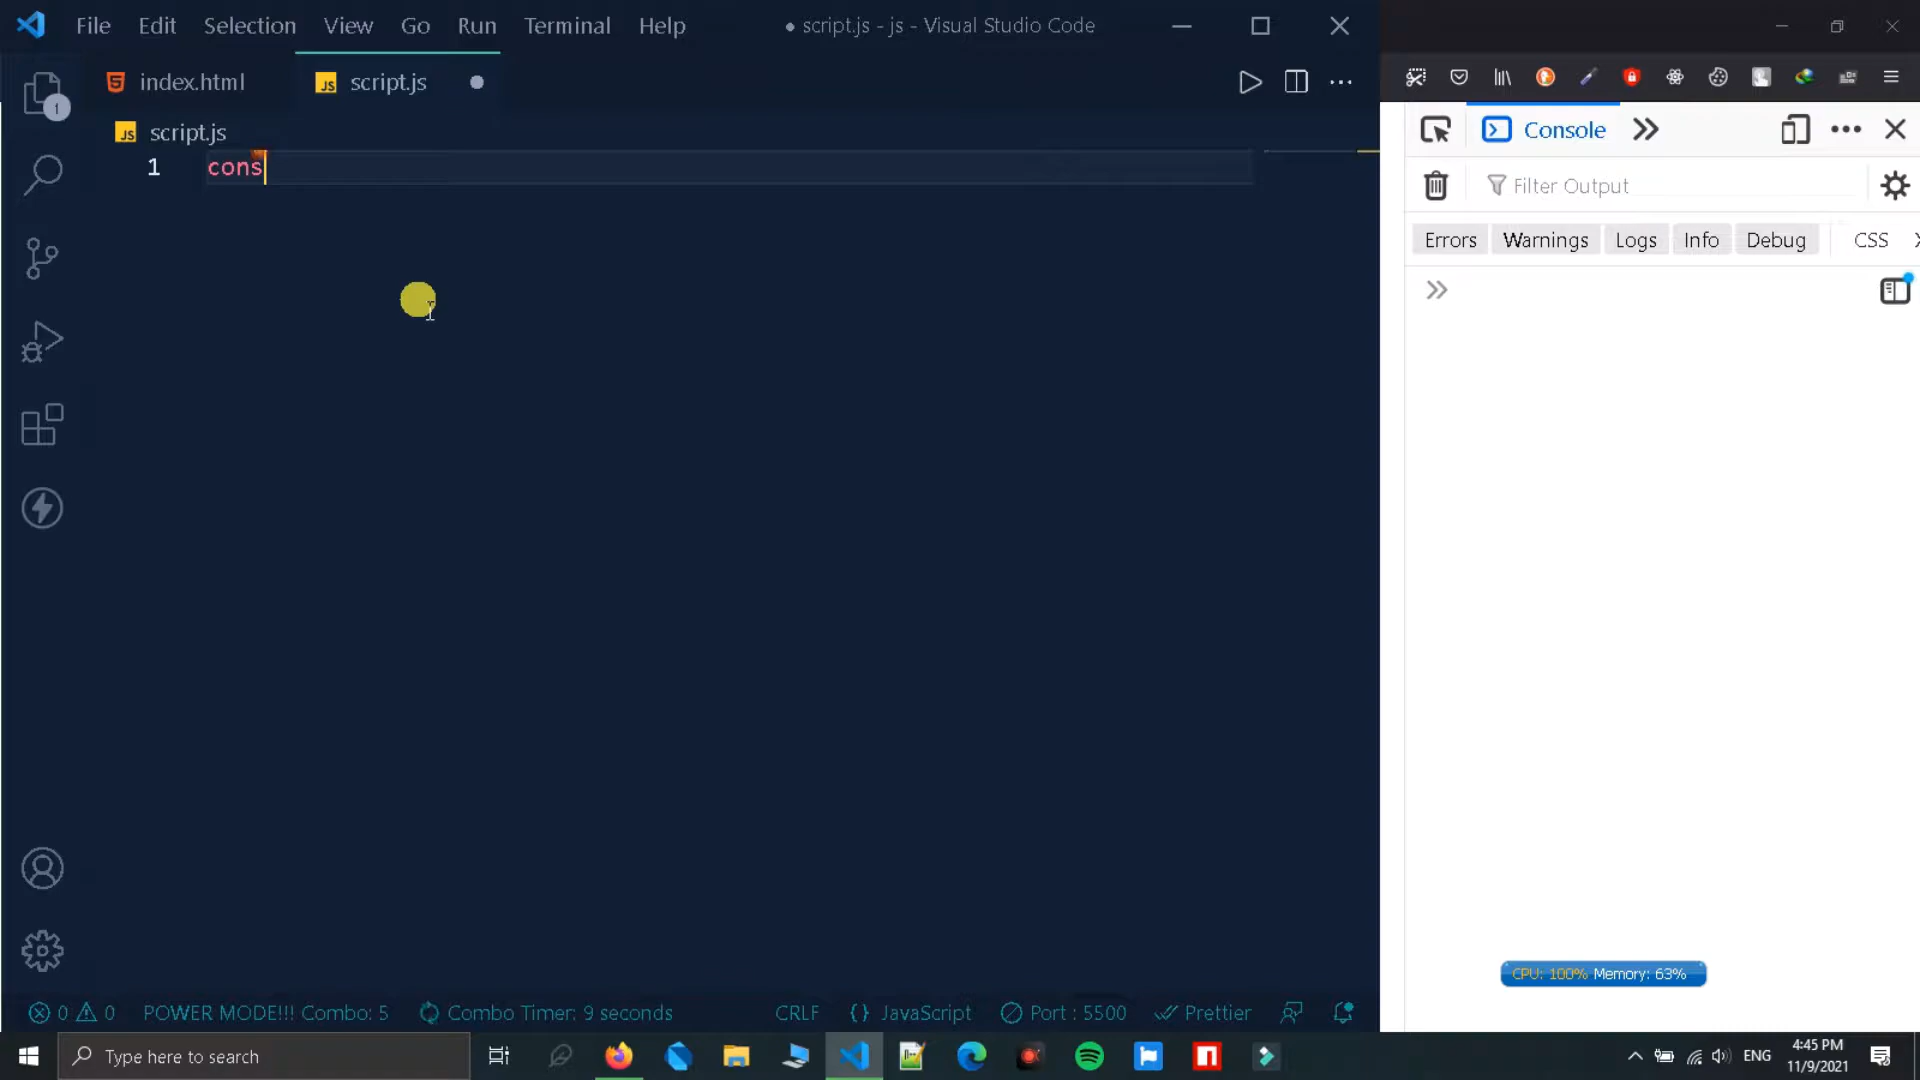 File Edit Selection View Go Run Terminal Help ● script.js - js - Visual Studio Code
index.html JS script.js
JS script.js
1 cons
1
Console
Filter Output
Errors Warnings Logs Info Debug CSS
CPU: 100% Memory: 63%
0 0 POWER MODE!!! Combo: 5 Combo Timer: 9 seconds CRLF {} JavaScript Port : 5500 Prettier
Type here to search
ENG
4:45 PM
11/9/2021